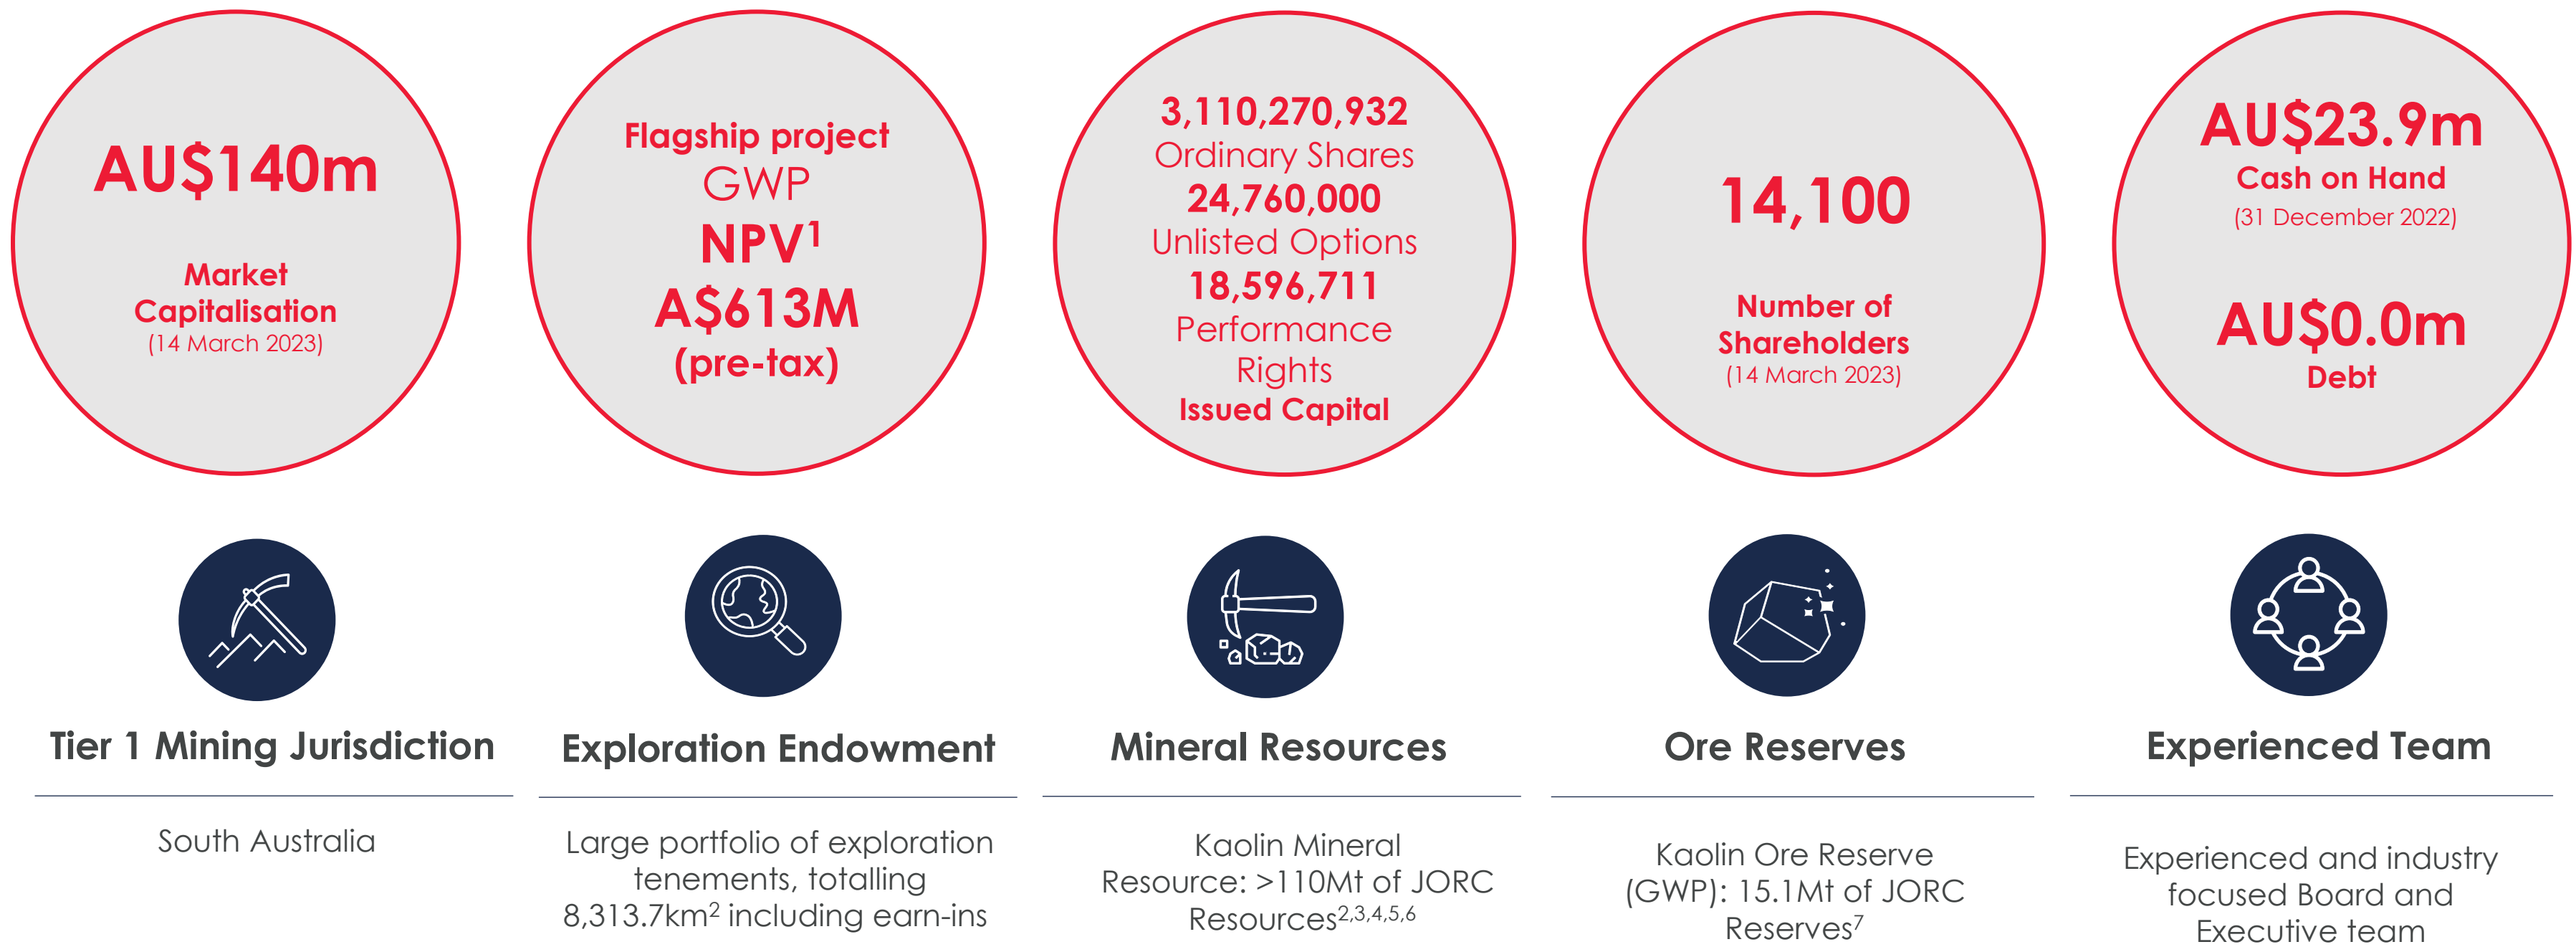 AU$140m
Market
Capitalisation
(14 March 2023)
Flagship project
GWP
NPV¹
A$613M
(pre-tax)
3,110,270,932
Ordinary Shares
24,760,000
Unlisted Options
18,596,711
Performance
Rights
Issued Capital
14,100
Number of
Shareholders
(14 March 2023)
AU$23.9m
Cash on Hand
(31 December 2022)
AU$0.0m
Debt
Tier 1 Mining Jurisdiction
South Australia
Exploration Endowment
Large portfolio of exploration
tenements, totalling
8,313.7km² including earn-ins
Mineral Resources
Kaolin Mineral
Resource: >110Mt of JORC
Resources²,³,⁴,⁵,⁶
Ore Reserves
Kaolin Ore Reserve
(GWP): 15.1Mt of JORC
Reserves⁷
Experienced Team
Experienced and industry
focused Board and
Executive team